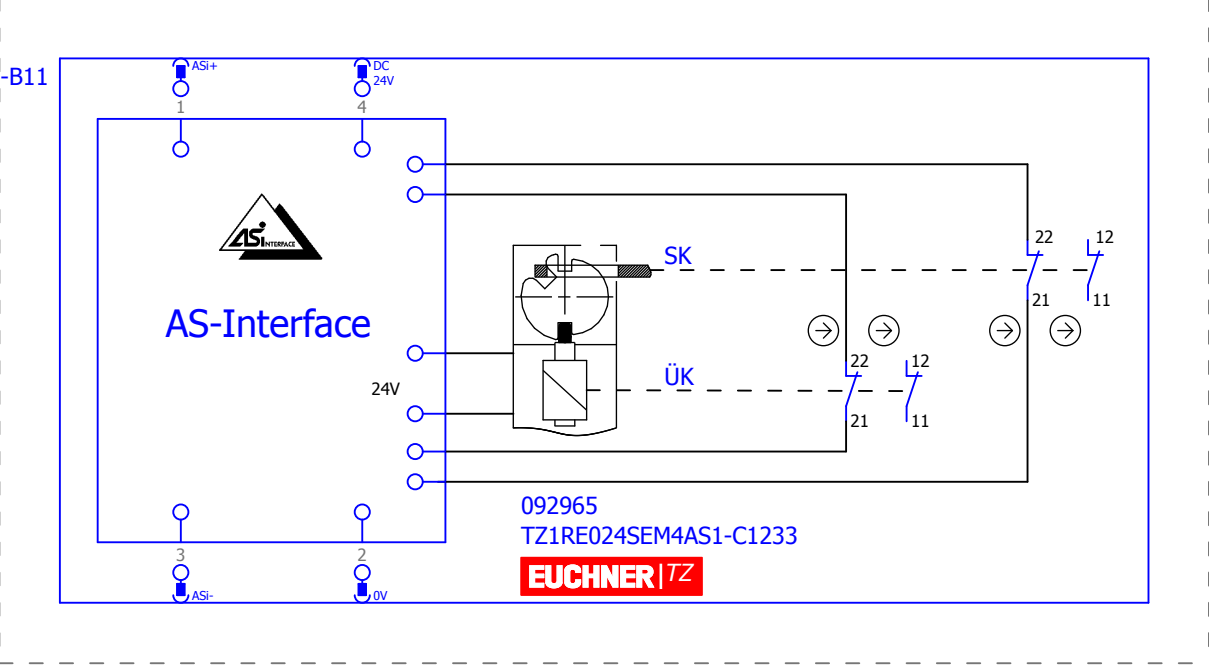 -B11
ASi+
DC
24V
1
4
ASi
INTERFACE
AS-Interface
SK
22
12
21
11
24V
ÜK
22
12
21
11
092965
TZ1RE024SEM4AS1-C1233
EUCHNER|TZ
3
2
ASi-
0V